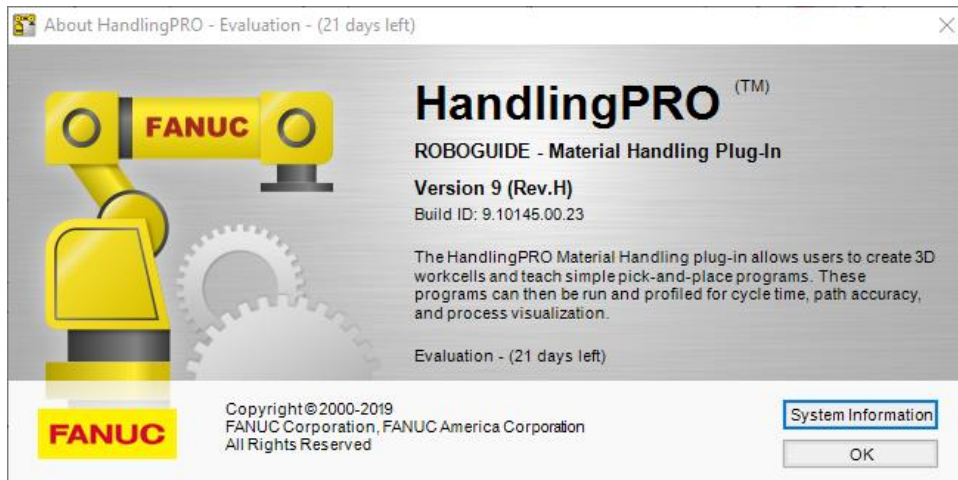 About HandlingPRO - Evaluation - (21 days left)
FANUC
HandlingPRO (TM)
ROBOGUIDE - Material Handling Plug-In
Version 9 (Rev.H)
Build ID: 9.10145.00.23
The HandlingPRO Material Handling plug-in allows users to create 3D
workcells and teach simple pick-and-place programs. These
programs can then be run and profiled for cycle time, path accuracy,
and process visualization.
Evaluation - (21 days left)
FANUC
Copyright©2000-2019
FANUC Corporation, FANUC America Corporation
All Rights Reserved
System Information
OK